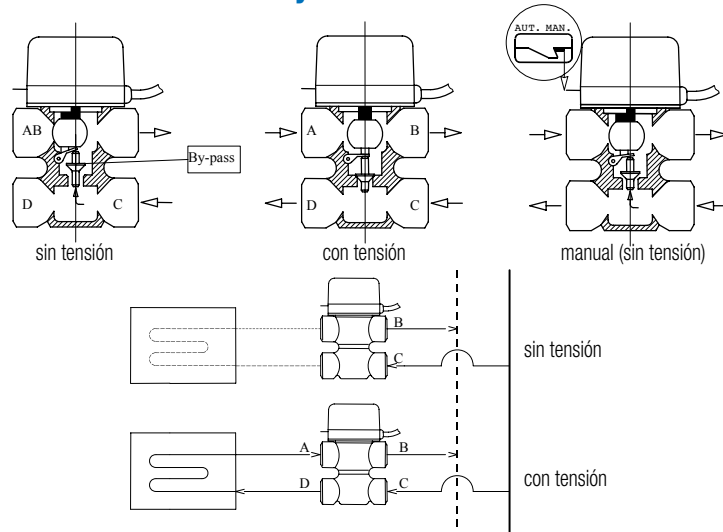 AUT. MAN.
AB
A
B
By-pass
D
C
D
C
sin tensión
con tensión
manual (sin tensión)
B
C
sin tensión
A
B
D
C
con tensión